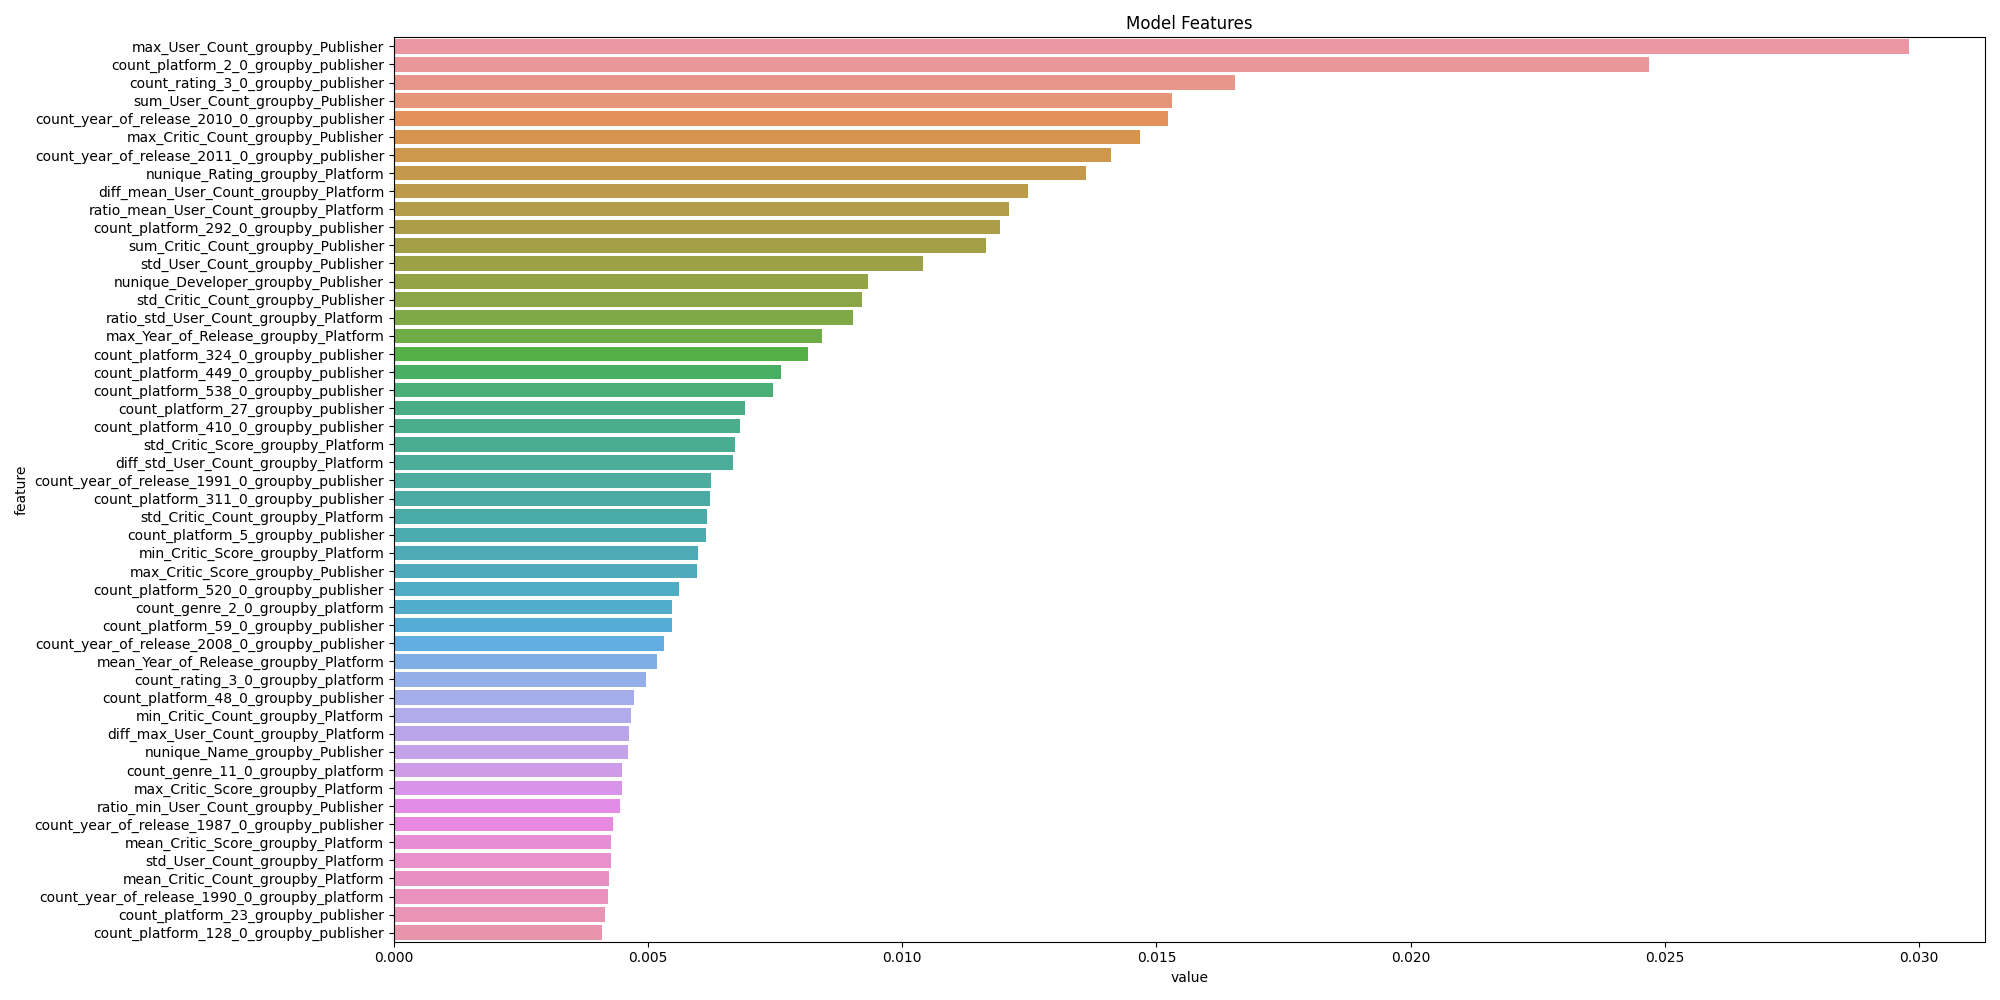 Model Features
max_User_Count_groupby_Publisher
count_platform_2_0_groupby_publisher
count_rating_3_0_groupby_publisher
sum_User_Count_groupby_Publisher
count_year_of_release_2010_0_groupby_publisher
max_Critic_Count_groupby_Publisher
count_year_of_release_2011_0_groupby_publisher
nunique_Rating_groupby_Platform
diff_mean_User_Count_groupby_Platform
ratio_mean_User_Count_groupby_Platform
count_platform_292_0_groupby_publisher
sum_Critic_Count_groupby_Publisher
std_User_Count_groupby_Publisher
nunique_Developer_groupby_Publisher
std_Critic_Count_groupby_Publisher
ratio_std_User_Count_groupby_Platform
max_Year_of_Release_groupby_Platform
count_platform_324_0_groupby_publisher
count_platform_449_0_groupby_publisher
count_platform_538_0_groupby_publisher
count_platform_27_groupby_publisher
count_platform_410_0_groupby_publisher
std_Critic_Score_groupby_Platform
diff_std_User_Count_groupby_Platform
count_year_of_release_1991_0_groupby_publisher
count_platform_311_0_groupby_publisher
std_Critic_Count_groupby_Platform
count_platform_5_groupby_publisher
min_Critic_Score_groupby_Platform
max_Critic_Score_groupby_Publisher
count_platform_520_0_groupby_publisher
count_genre_2_0_groupby_platform
count_platform_59_0_groupby_publisher
count_year_of_release_2008_0_groupby_publisher
mean_Year_of_Release_groupby_Platform
count_rating_3_0_groupby_platform
count_platform_48_0_groupby_publisher
min_Critic_Count_groupby_Platform
diff_max_User_Count_groupby_Platform
nunique_Name_groupby_Publisher
count_genre_11_0_groupby_platform
max_Critic_Score_groupby_Platform
ratio_min_User_Count_groupby_Publisher
count_year_of_release_1987_0_groupby_publisher
mean_Critic_Score_groupby_Platform
std_User_Count_groupby_Platform
mean_Critic_Count_groupby_Platform
count_year_of_release_1990_0_groupby_platform
count_platform_23_groupby_publisher
count_platform_128_0_groupby_publisher
feature
0.000 0.005 0.010 0.015 0.020 0.025 0.030
value